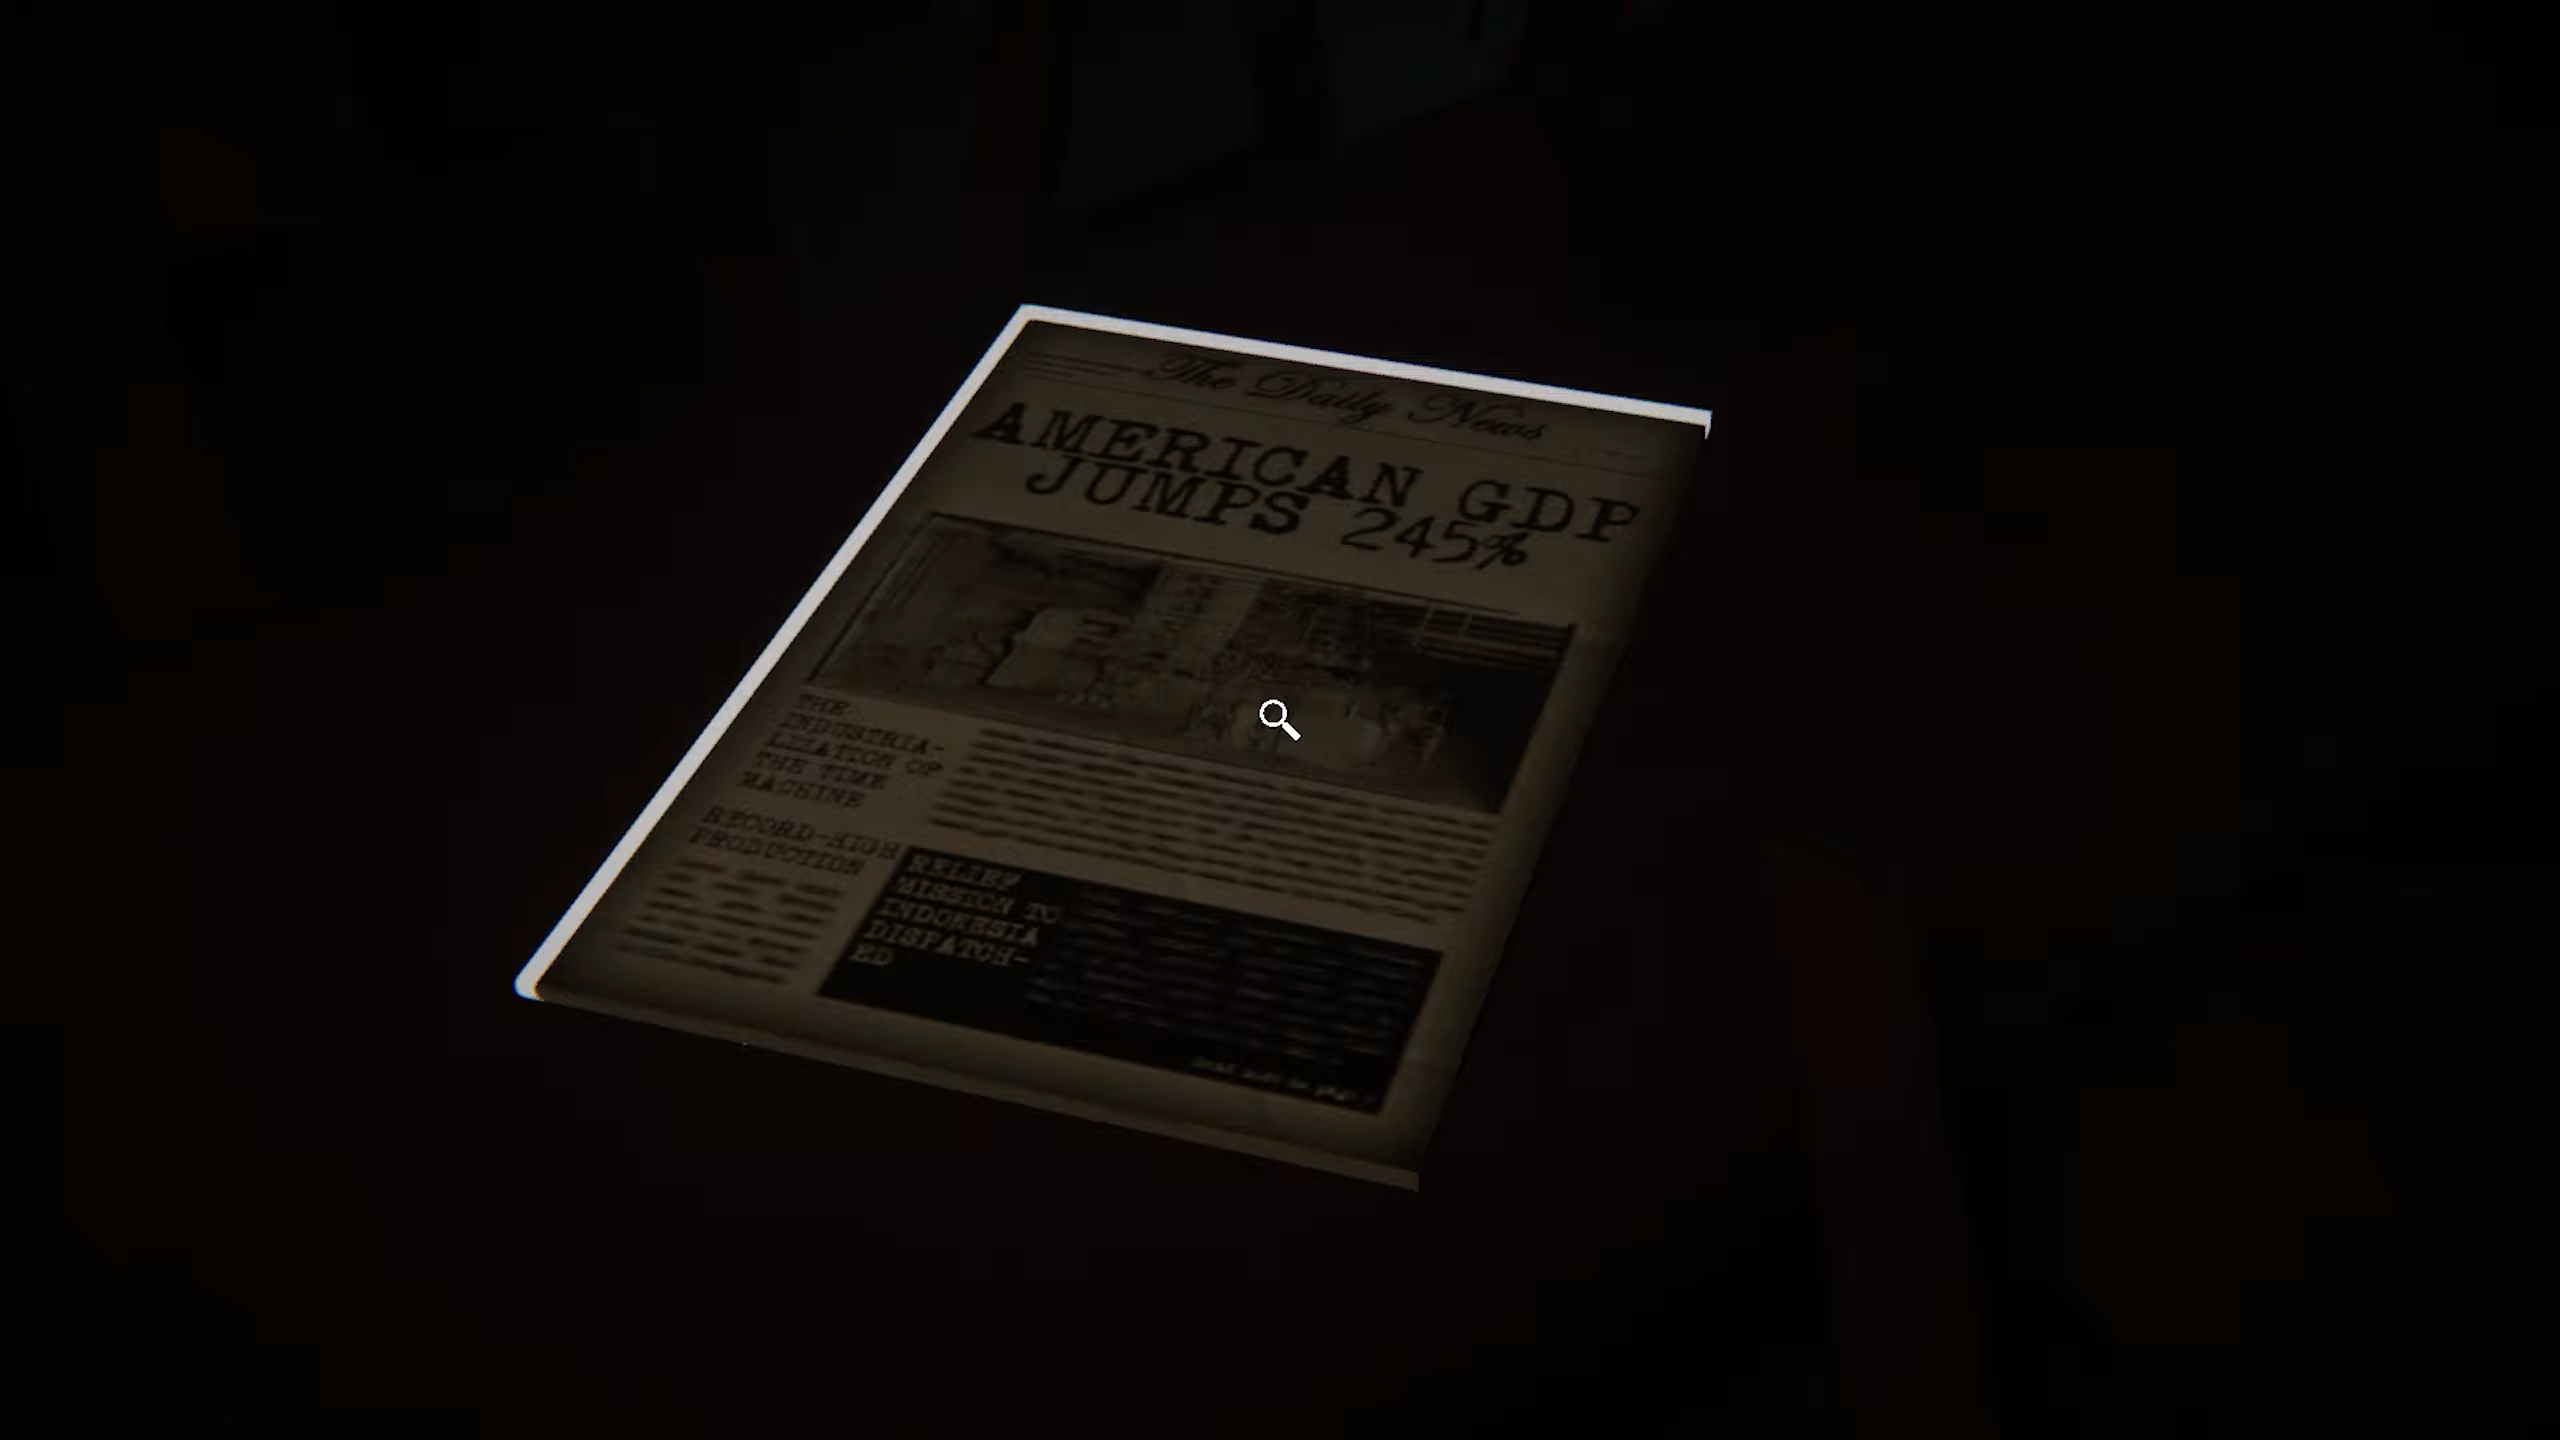 The Daily News
AMERICAN GDP
JUMPS 245%
THE
INDUSTRIA-
LIZATION OF
THE TIME
MACHINE
RECORD-HIGH
PRODUCTION
RELIEF
MISSION TO
INDONESIA
DISPATCH-
ED